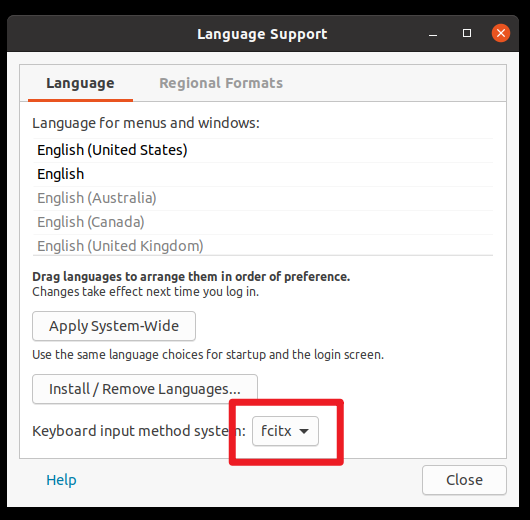 Language Support
Language
Regional Formats
Language for menus and windows:
English (United States)
English
English (Australia)
English (Canada)
English (United Kingdom)
Drag languages to arrange them in order of preference.
Changes take effect next time you log in.
Apply System-Wide
Use the same language choices for startup and the login screen.
Install / Remove Languages...
Keyboard input method system: fcitx
Help
Close